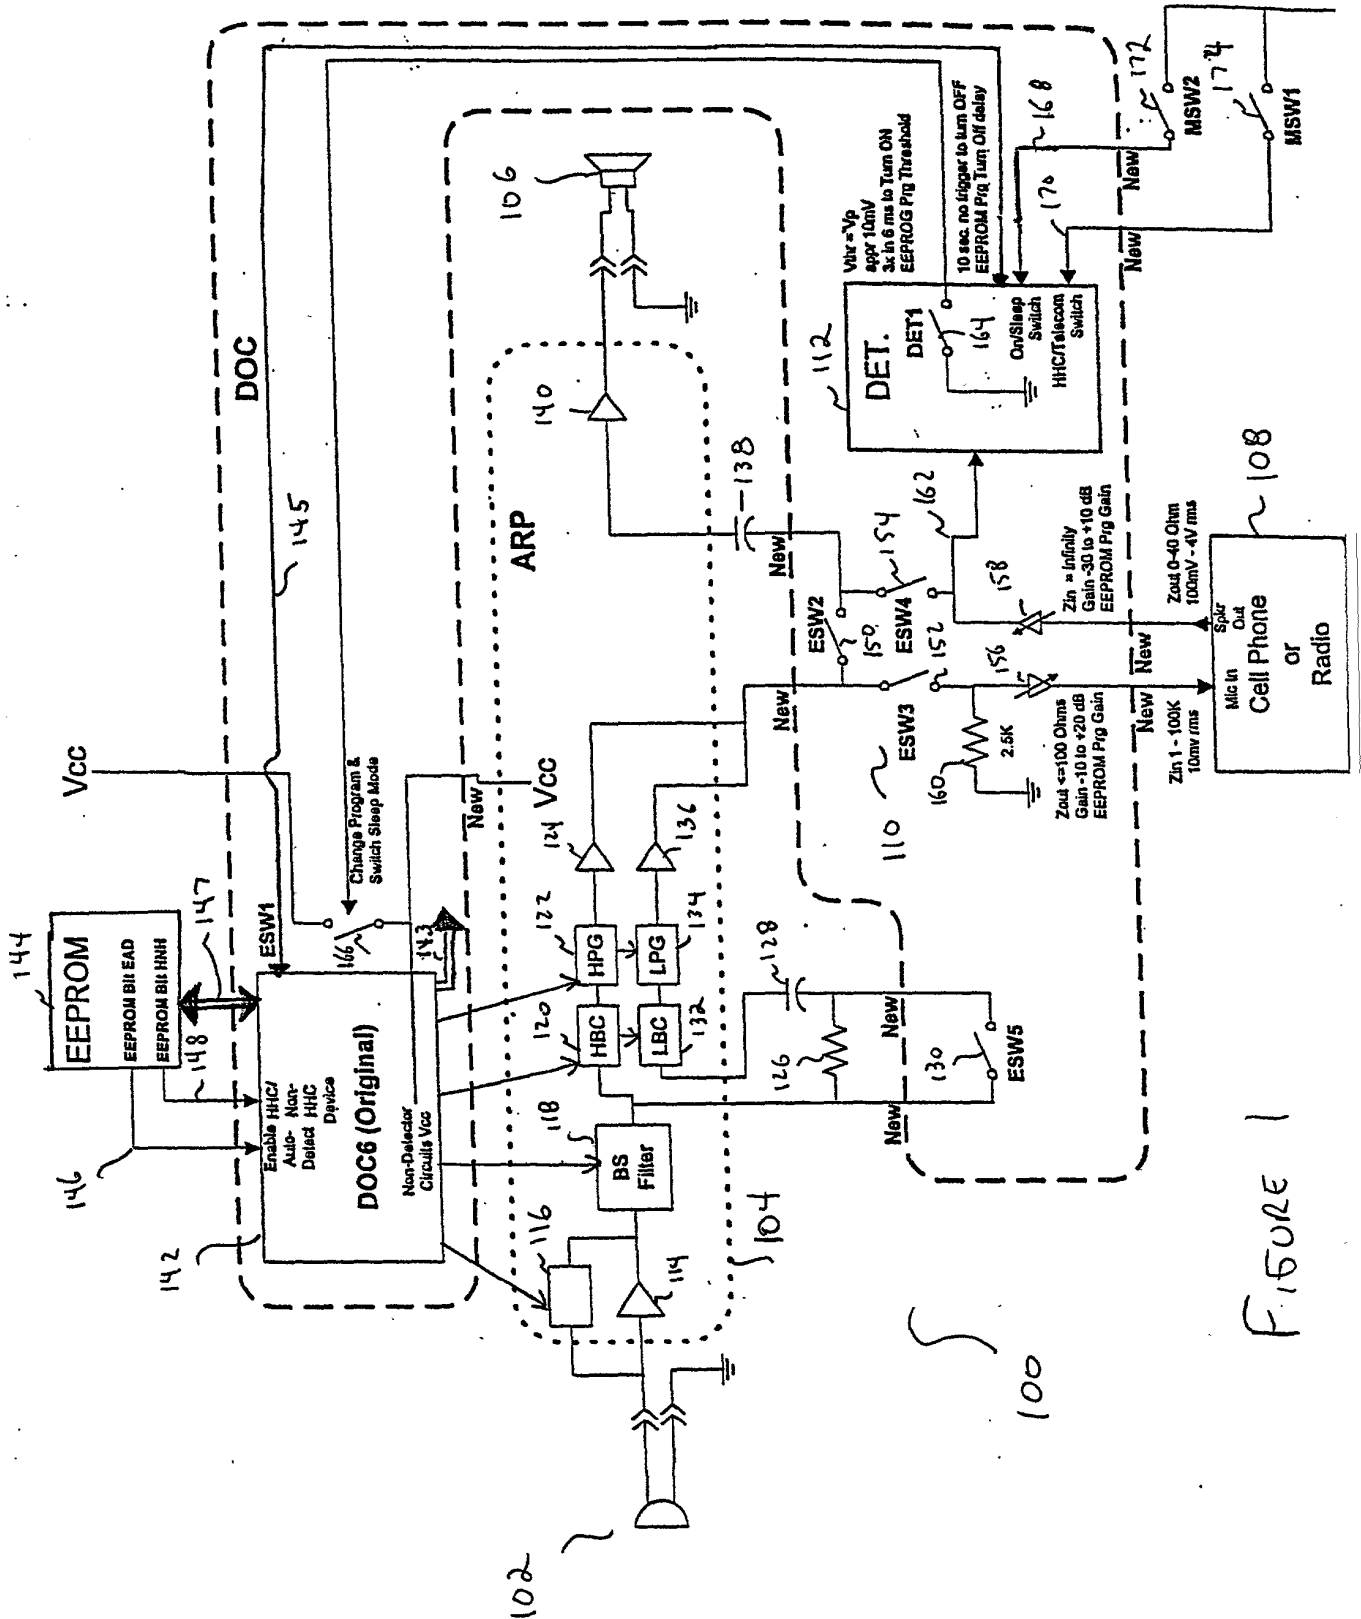 144
EEPROM
EEPROM Bit EAD
EEPROM Bit HNH
146
148
147
Vcc
142
Enable HHC/
Auto- Non-
Detect HHC
Device
DOC6 (Original)
Non-Detector
Circuits Vcc
ESW1
166
143
Change Program &
Switch Sleep Mode
145
DOC
New
Vcc
ARP
102
116
114
104
BS
Filter
118
HBC
120
HPG
122
124
LBC
132
LPG
134
136
140
106
138
New
128
126
New
New
130
ESW5
110
New
ESW2
150
ESW3
152
ESW4
154
156
158
160
2.5K
162
Zout <=100 Ohms
Gain -10 to +20 dB
EEPROM Prg Gain
Zin = Infinity
Gain -30 to +10 dB
EEPROM Prg Gain
New
New
Zin 1 - 100K
10mv rms
Zout 0-40 Ohm
100mV - 4V rms
Mic In
Spkr
Out
Cell Phone
or
Radio
108
112
DET.
DET1
164
On/Sleep
Switch
HHC/Telecom
Switch
Vthr = Vp
appr 10mV
3x in 6 ms to Turn ON
EEPROG Prg Threshold
10 sec. no trigger to turn OFF
EEPROM Prg Turn Off delay
168
170
New
New
172
MSW2
174
MSW1
100
FIGURE 1